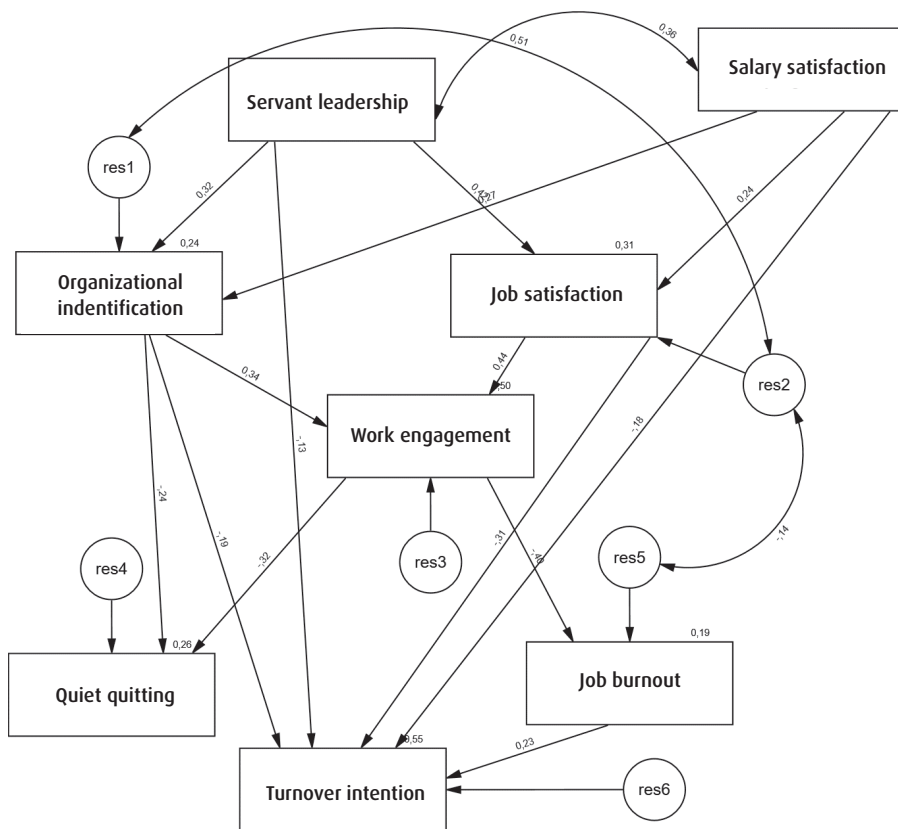 0,51
0,36
Salary satisfaction
Servant leadership
res1
0,32
0,24
0,24
0,31
Organizational
indentification
Job satisfaction
0,34
0,44
,50
res2
Work engagement
-,13
-,18
-,24
-,19
-,32
-,31
-,40
-,14
res4
res3
res5
0,26
0,19
Quiet quitting
Job burnout
0,55
0,23
Turnover intention
res6